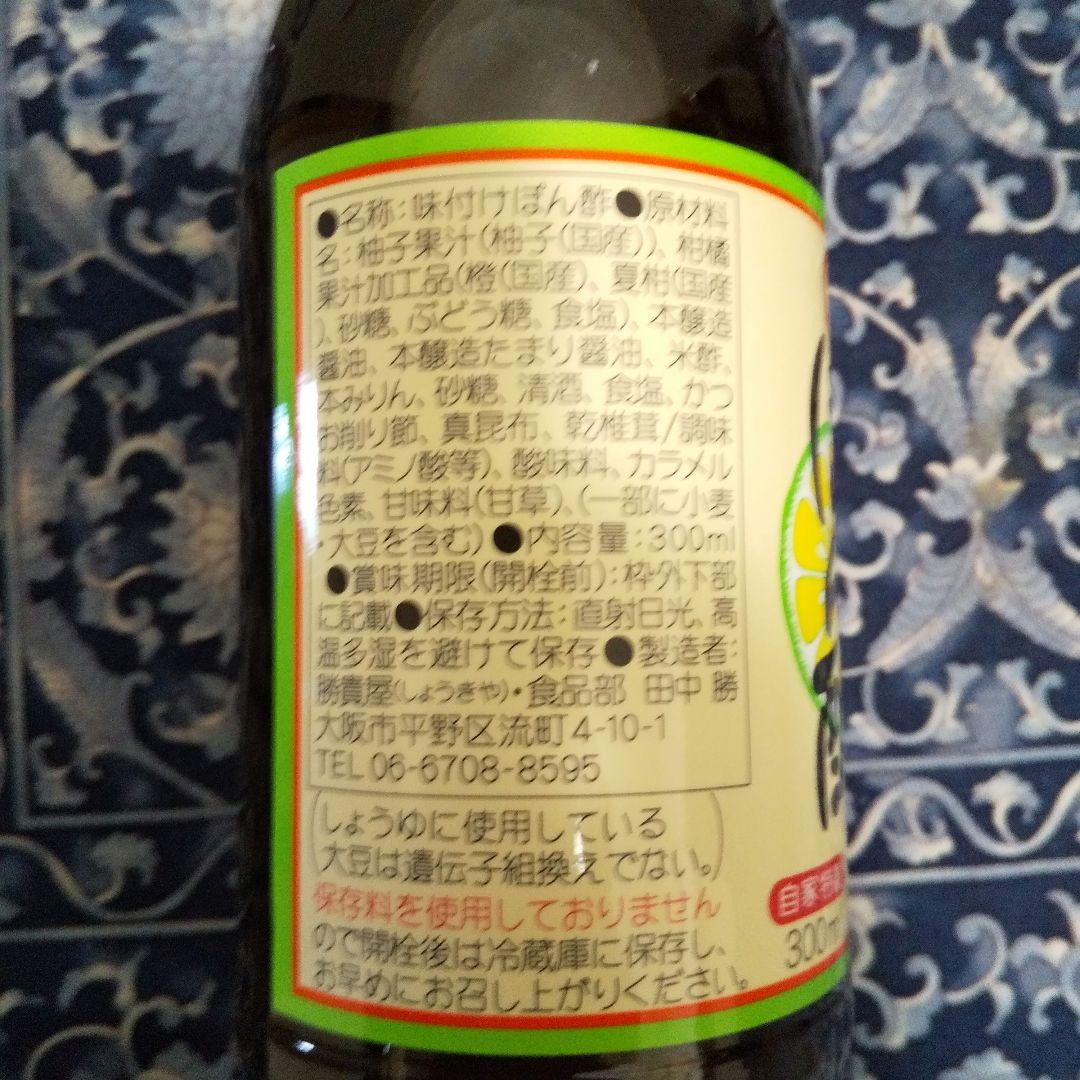 ●名称:味付けぽん酢●原材料
名:柚子果汁(柚子(国産))、柑橘
果汁加工品(橙(国産)、夏柑(国産
)、砂糖、ぶどう糖、食塩)、本醸造
醤油、本醸造たまり醤油、米酢、
本みりん、砂糖、清酒、食塩、かつ
お削り節、真昆布、乾椎茸/調味
料(アミノ酸等)、酸味料、カラメル
色素、甘味料(甘草)、(一部に小麦
・大豆を含む)●内容量:300ml
●賞味期限(開栓前):枠外下部
に記載●保存方法:直射日光、高
温多湿を避けて保存●製造者:
勝貴屋(しょうきや)・食品部 田中 勝
大阪市平野区流町4-10-1
TEL 06-6708-8595
(しょうゆに使用している
大豆は遺伝子組換えでない。)
保存料を使用しておりません
ので開栓後は冷蔵庫に保存し、
お早めにお召し上がりください。
自家
300ml